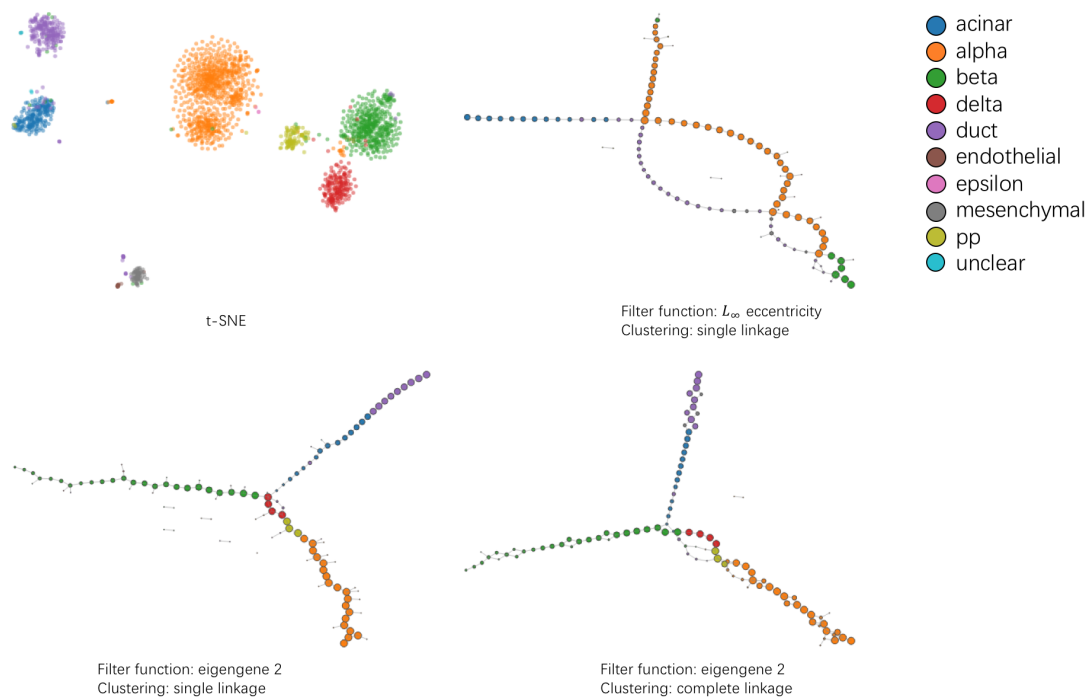 acinar
alpha
beta
delta
duct
endothelial
epsilon
mesenchymal
pp
unclear
t-SNE
Filter function: L∞ eccentricity
Clustering: single linkage
Filter function: eigengene 2
Clustering: single linkage
Filter function: eigengene 2
Clustering: complete linkage